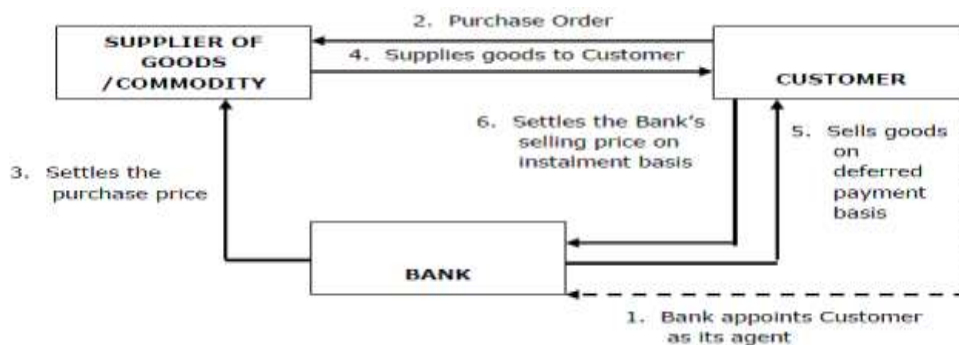 2. Purchase Order
SUPPLIER OF
GOODS
/COMMODITY
4. Supplies goods to Customer
CUSTOMER
6. Settles the Bank's
selling price on
instalment basis
5. Sells goods
on
deferred
payment
basis
3. Settles the
purchase price
BANK
1. Bank appoints Customer
as its agent